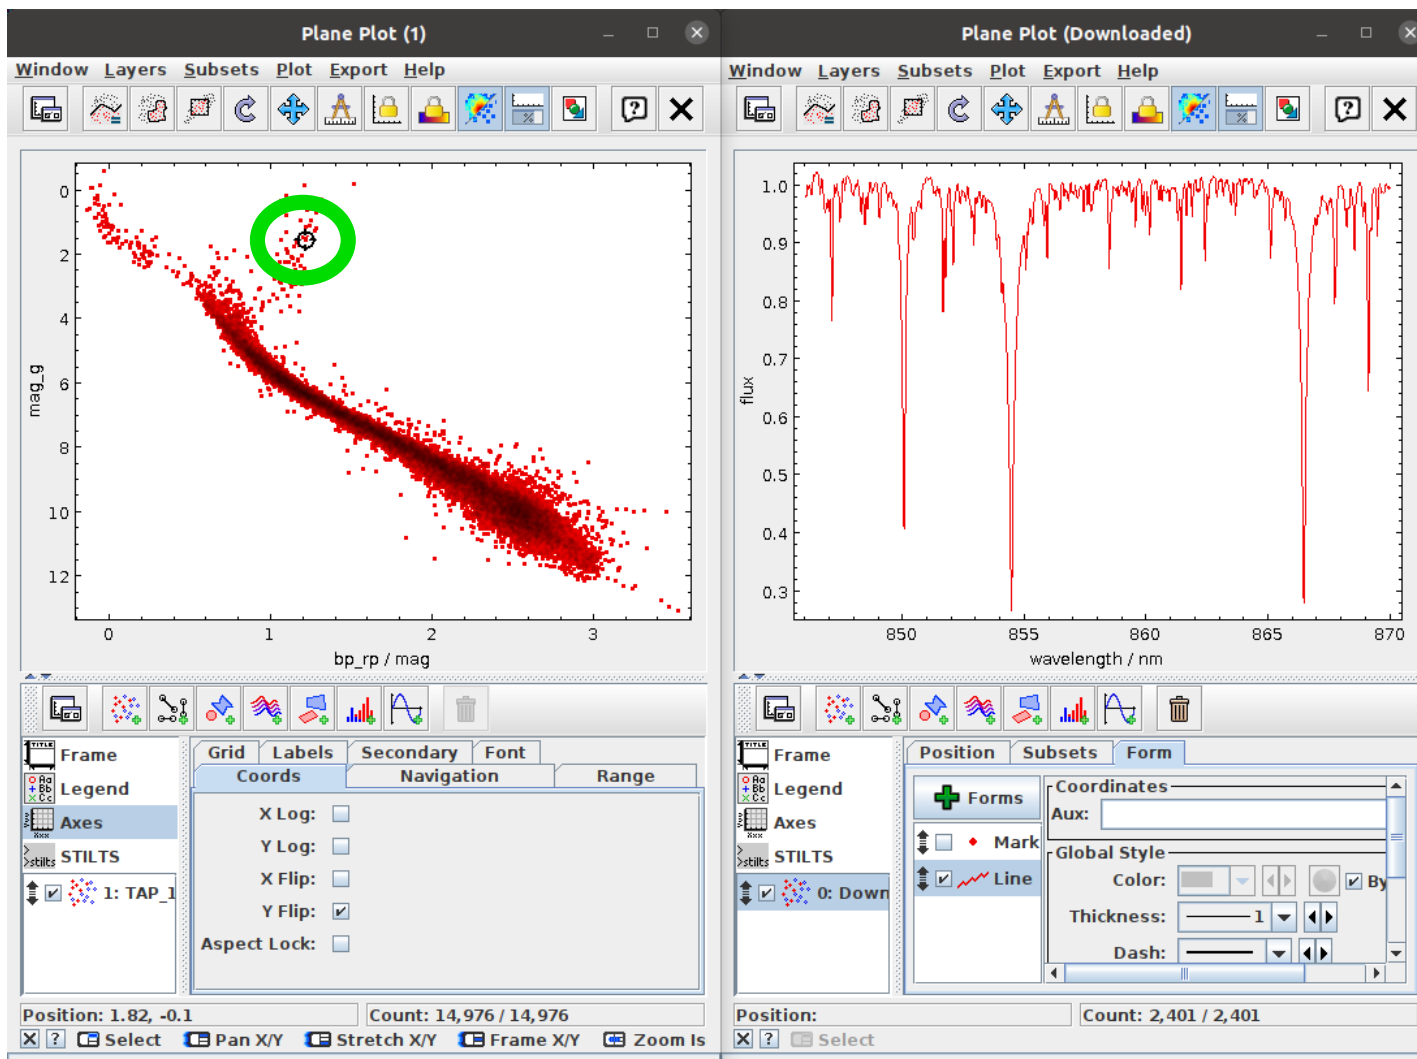 Plane Plot (1)
Window Layers Subsets Plot Export Help
0
2
4
6
8
10
12
mag_g
0 1 2 3
bp_rp / mag
Frame
Legend
Axes
STILTS
1: TAP_1
Grid Labels Secondary Font
Coords Navigation Range
X Log:
Y Log:
X Flip:
Y Flip:
Aspect Lock:
Position: 1.82, -0.1 Count: 14,976 / 14,976
Select Pan X/Y Stretch X/Y Frame X/Y Zoom Is
Plane Plot (Downloaded)
Window Layers Subsets Plot Export Help
1.0
0.9
0.8
0.7
0.6
0.5
0.4
0.3
flux
850 855 860 865 870
wavelength / nm
Frame
Legend
Axes
STILTS
0: Down
Position Subsets Form
Forms
Mark
Line
Coordinates
Aux:
Global Style
Color: By
Thickness: 1
Dash:
Position: Count: 2,401 / 2,401
Select